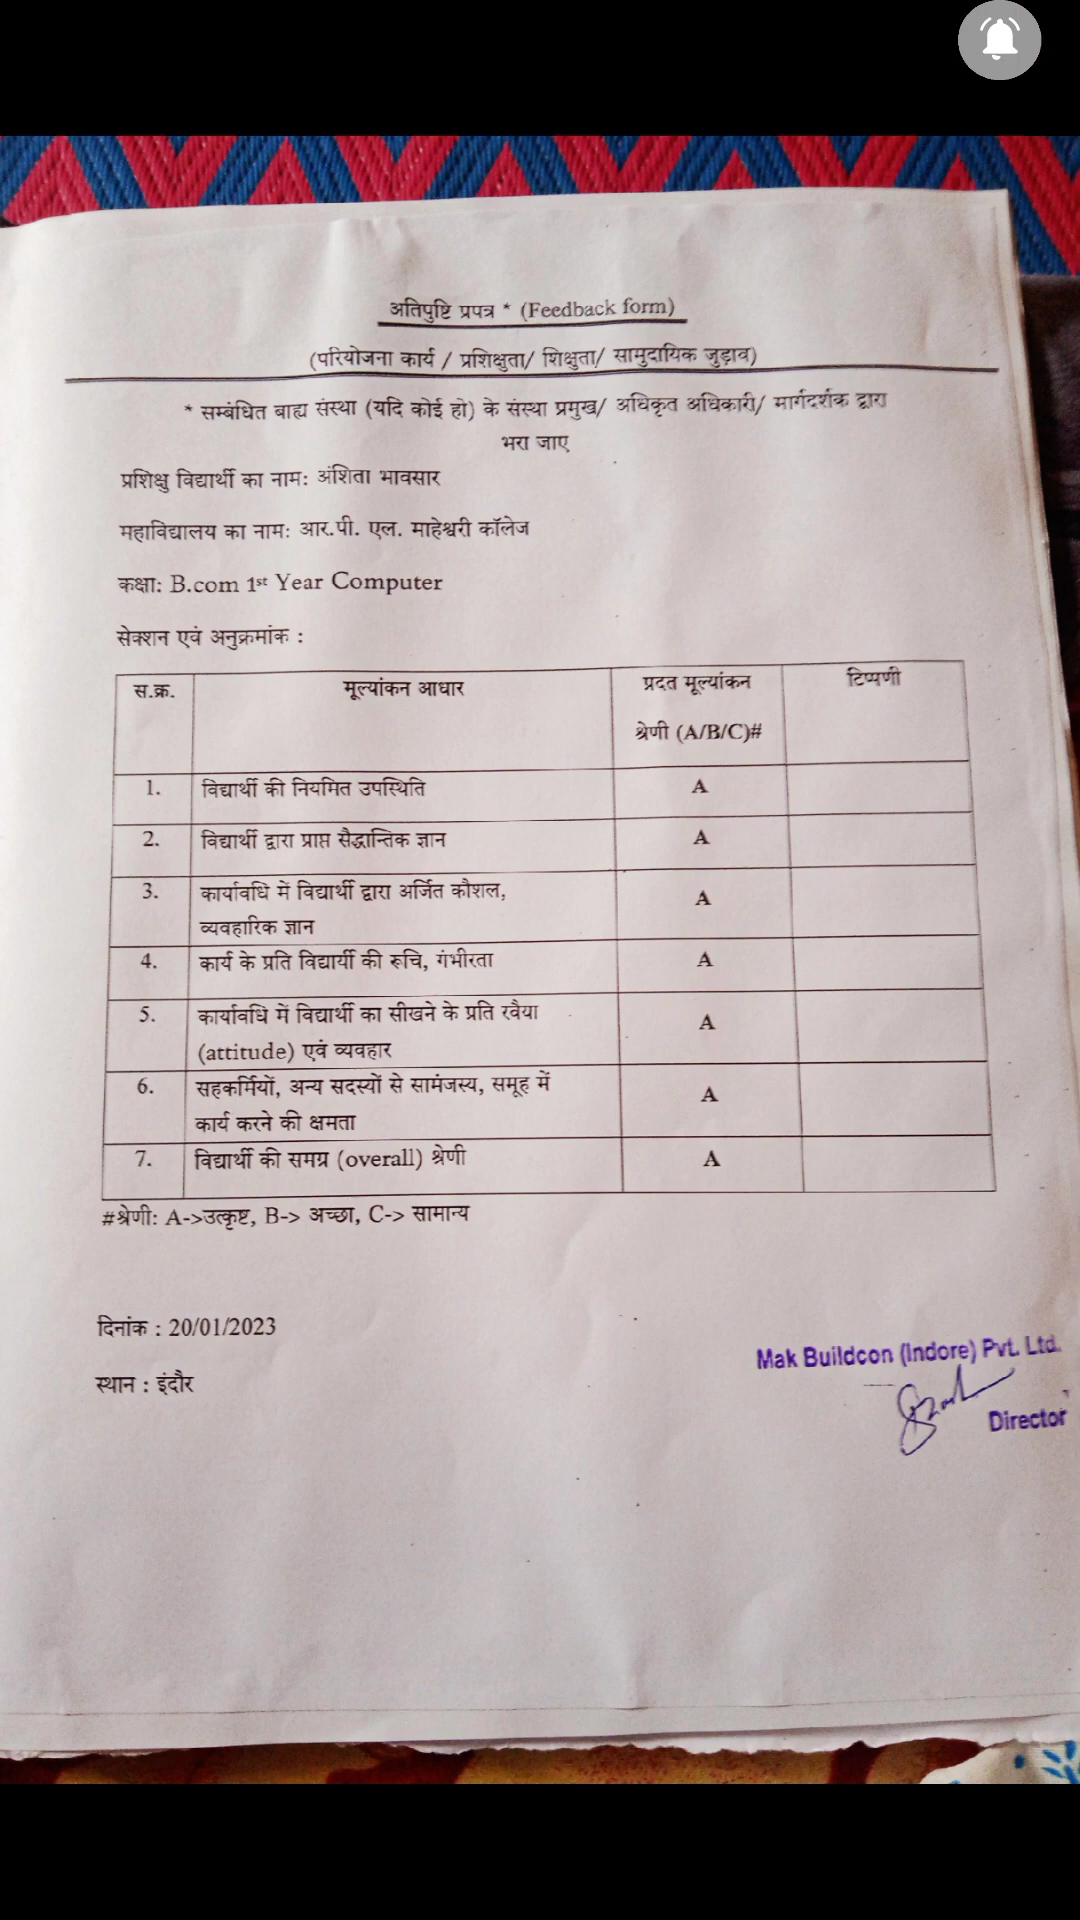 अतिपुष्टि प्रपत्र * (Feedback form)
(परियोजना कार्य / प्रशिक्षुता/ शिक्षुता/ सामुदायिक जुड़ाव)
* सम्बंधित बाह्य संस्था (यदि कोई हो) के संस्था प्रमुख/ अधिकृत अधिकारी/ मार्गदर्शक द्वारा
भरा जाए
प्रशिक्षु विद्यार्थी का नाम: अंशिता भावसार
महाविद्यालय का नाम: आर.पी. एल. माहेश्वरी कॉलेज
कक्षा: B.com 1st Year Computer
सेक्शन एवं अनुक्रमांक :
स.क्र. मूल्यांकन आधार प्रदत मूल्यांकन टिप्पणी
श्रेणी (A/B/C)#
1. विद्यार्थी की नियमित उपस्थिति A
2. विद्यार्थी द्वारा प्राप्त सैद्धान्तिक ज्ञान A
3. कार्यावधि में विद्यार्थी द्वारा अर्जित कौशल, A
व्यवहारिक ज्ञान
4. कार्य के प्रति विद्यार्यी की रूचि, गंभीरता A
5. कार्यावधि में विद्यार्थी का सीखने के प्रति रवैया A
(attitude) एवं व्यवहार
6. सहकर्मियों, अन्य सदस्यों से सामंजस्य, समूह में A
कार्य करने की क्षमता
7. विद्यार्थी की समग्र (overall) श्रेणी A
#श्रेणी: A->उत्कृष्ट, B-> अच्छा, C-> सामान्य
दिनांक : 20/01/2023
Mak Buildcon (Indore) Pvt. Ltd.
स्थान : इंदौर
Director